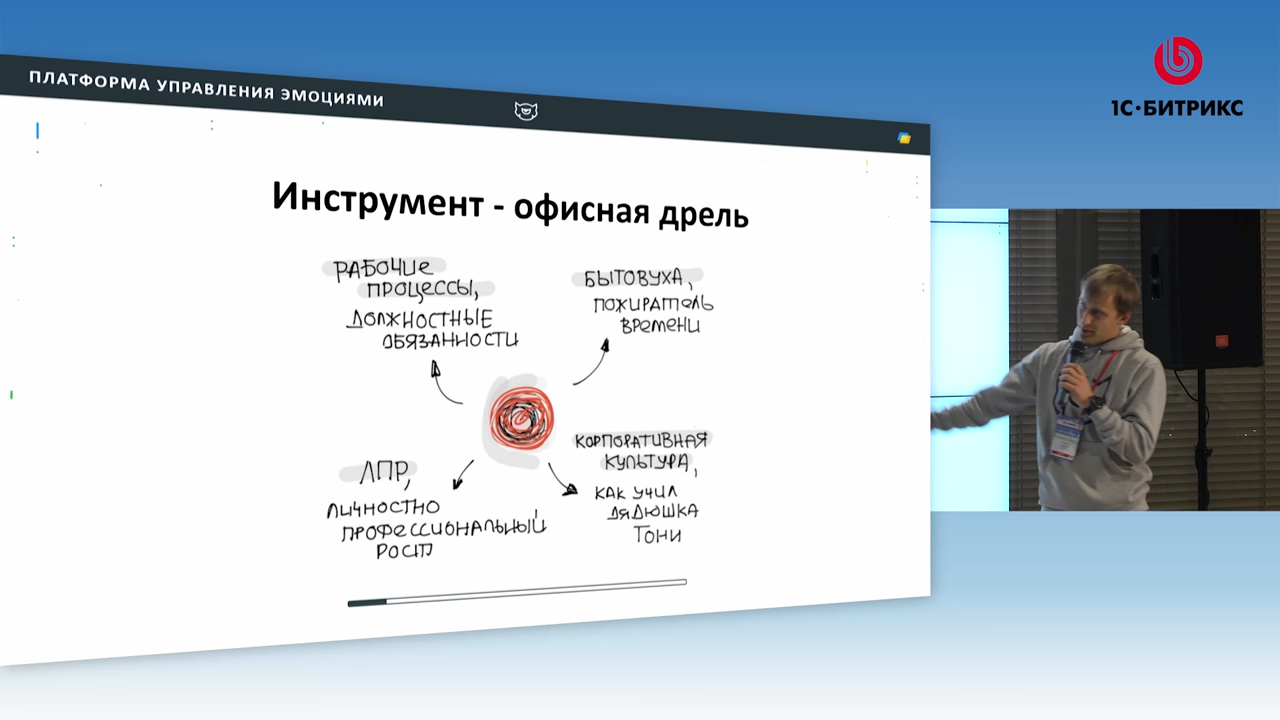 ПЛАТФОРМА УПРАВЛЕНИЯ ЭМОЦИЯМИ
1С·БИТРИКС
Инструмент - офисная дрель
РАБОЧИЕ
ПРОЦЕССЫ,
ДОЛЖНОСТНЫЕ
ОБЯЗАННОСТИ
БЫТОВУХА,
ПОЖИРАТЕЛЬ
ВРЕМЕНИ
ЛПР,
ЛИЧНОСТНО
ПРОФЕССИОНАЛЬНЫЙ
РОСТ
КОРПОРАТИВНАЯ
КУЛЬТУРА,
КАК УЧИЛ
ДЯДЮШКА
ТОНИ